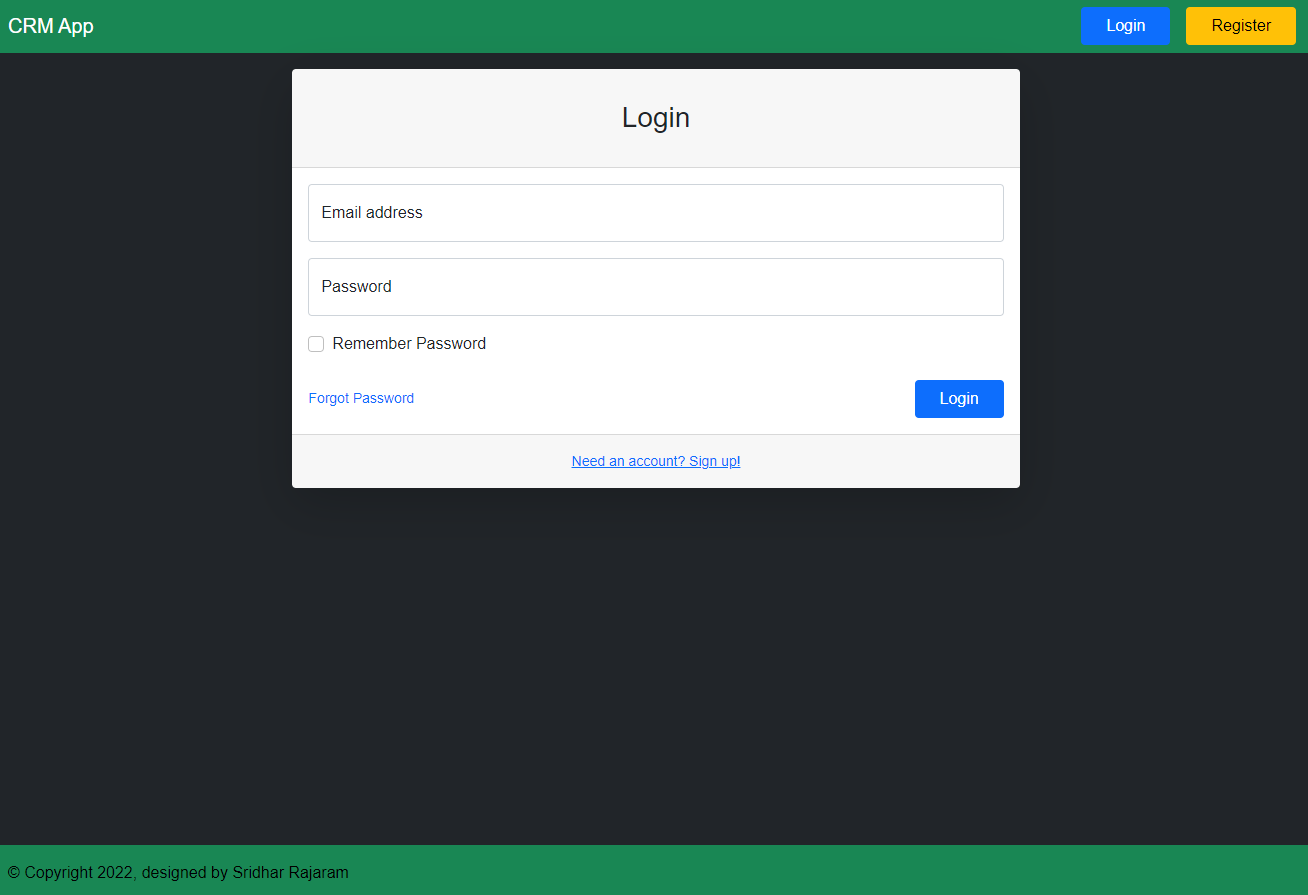 CRM App
Login
Register
Login
Email address
Password
Remember Password
Forgot Password
Login
Need an account? Sign up!
© Copyright 2022, designed by Sridhar Rajaram